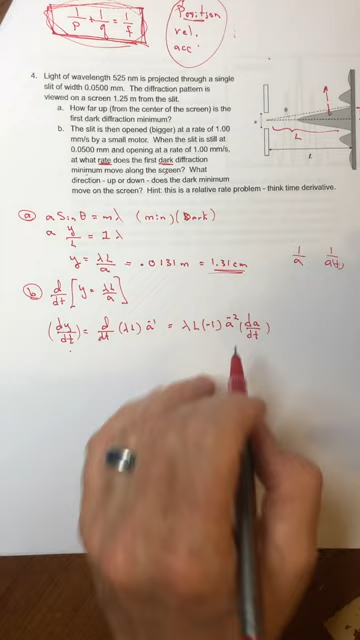 1/p + 1/q = 1/f
Position
vel.
acc.
4. Light of wavelength 525 nm is projected through a single
slit of width 0.0500 mm. The diffraction pattern is
viewed on a screen 1.25 m from the slit.
a. How far up (from the center of the screen) is the
first dark diffraction minimum?
b. The slit is then opened (bigger) at a rate of 1.00
mm/s by a small motor. When the slit is still at
0.0500 mm and opening at a rate of 1.00 mm/s,
at what rate does the first dark diffraction
minimum move along the screen? What
direction - up or down - does the dark minimum
move on the screen? Hint: this is a relative rate problem - think time derivative.
θ
L
L
(a) a Sin θ = mλ (min) (Dark)
a y/L = 1 λ
y = λL/a = .0131 m = 1.31 cm
1/a 1/a(t)
(b) d/dt [y = λL/a]
(dy/dt) = d/dt (λL) a⁻¹ = λL(-1) a⁻² (da/dt)